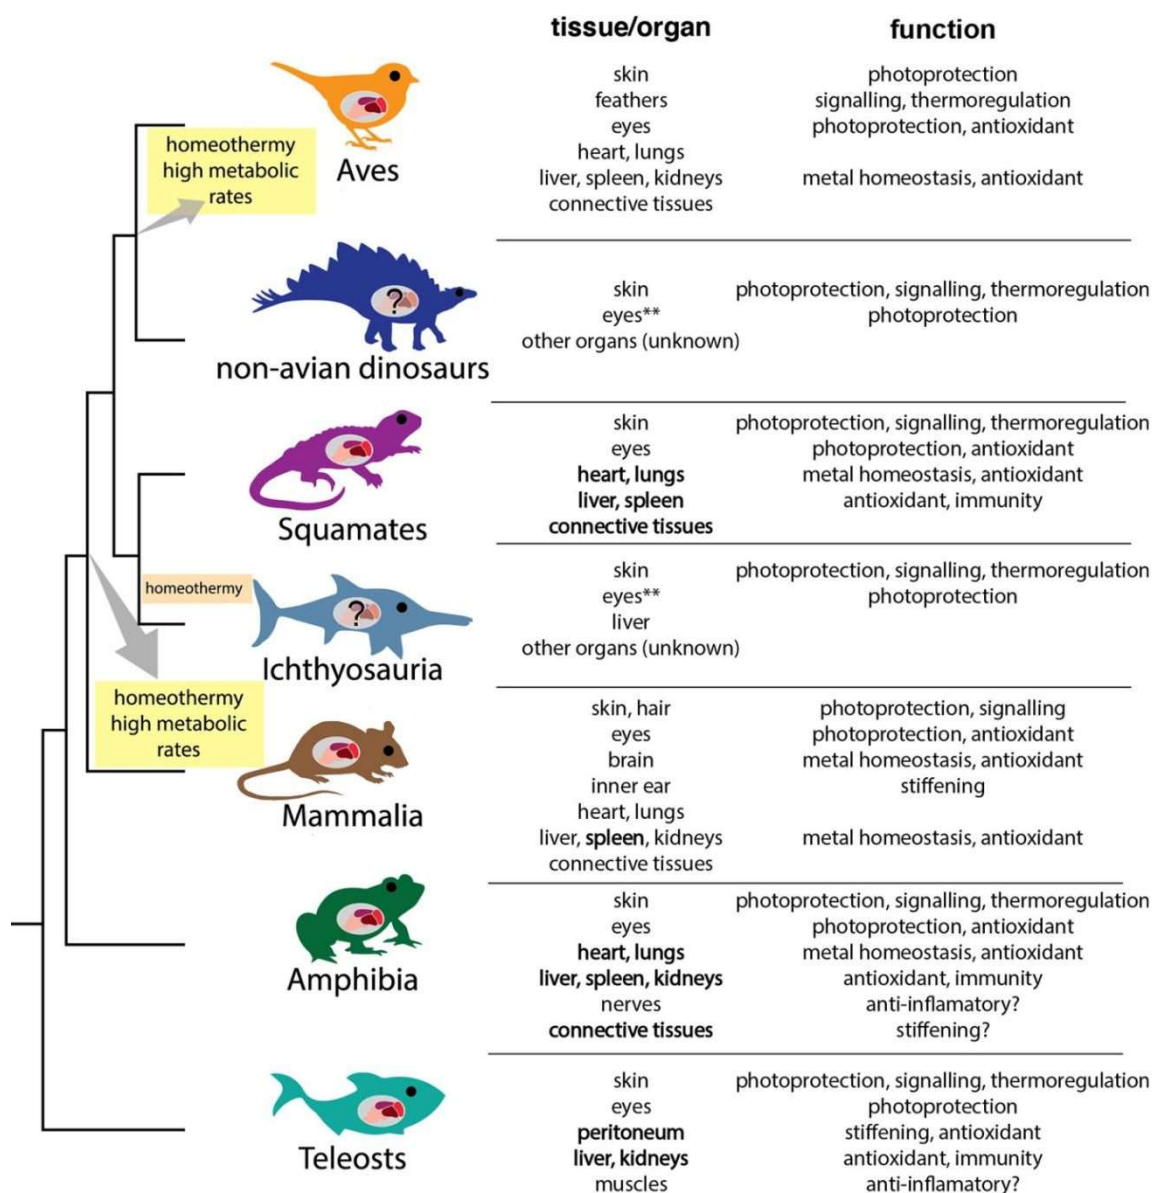 tissue/organ function
skin photoprotection
feathers signalling, thermoregulation
eyes photoprotection, antioxidant
heart, lungs
liver, spleen, kidneys metal homeostasis, antioxidant
connective tissues
homeothermy
high metabolic
rates
Aves
skin photoprotection, signalling, thermoregulation
eyes** photoprotection
other organs (unknown)
?
non-avian dinosaurs
skin photoprotection, signalling, thermoregulation
eyes photoprotection, antioxidant
heart, lungs metal homeostasis, antioxidant
liver, spleen antioxidant, immunity
connective tissues
Squamates
homeothermy
skin photoprotection, signalling, thermoregulation
eyes** photoprotection
liver
other organs (unknown)
?
Ichthyosauria
homeothermy
high metabolic
rates
skin, hair photoprotection, signalling
eyes photoprotection, antioxidant
brain metal homeostasis, antioxidant
inner ear stiffening
heart, lungs
liver, spleen, kidneys metal homeostasis, antioxidant
connective tissues
Mammalia
skin photoprotection, signalling, thermoregulation
eyes photoprotection, antioxidant
heart, lungs metal homeostasis, antioxidant
liver, spleen, kidneys antioxidant, immunity
nerves anti-inflamatory?
connective tissues stiffening?
Amphibia
skin photoprotection, signalling, thermoregulation
eyes photoprotection
peritoneum stiffening, antioxidant
liver, kidneys antioxidant, immunity
muscles anti-inflamatory?
Teleosts